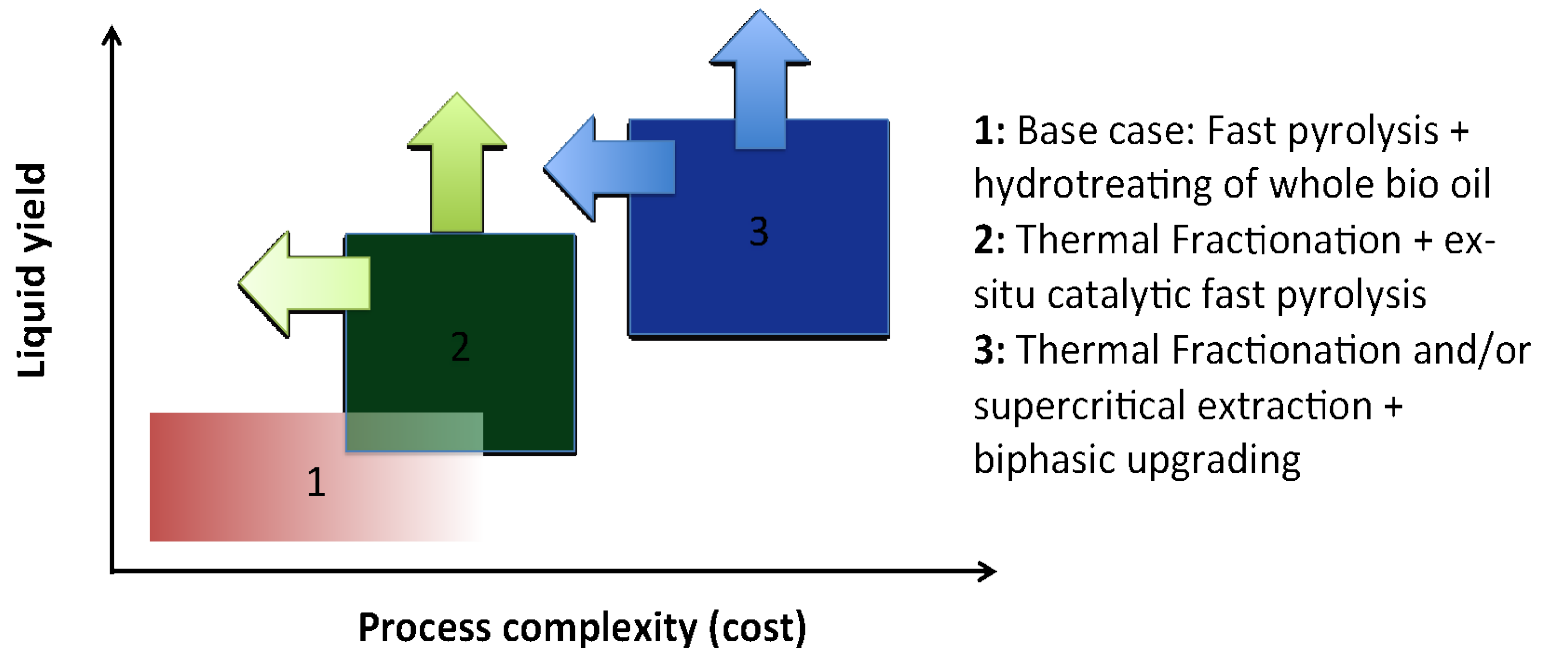 Liquid yield
2
1
3
Process complexity (cost)
1: Base case: Fast pyrolysis +
hydrotreating of whole bio oil
2: Thermal Fractionation + ex-
situ catalytic fast pyrolysis
3: Thermal Fractionation and/or
supercritical extraction +
biphasic upgrading